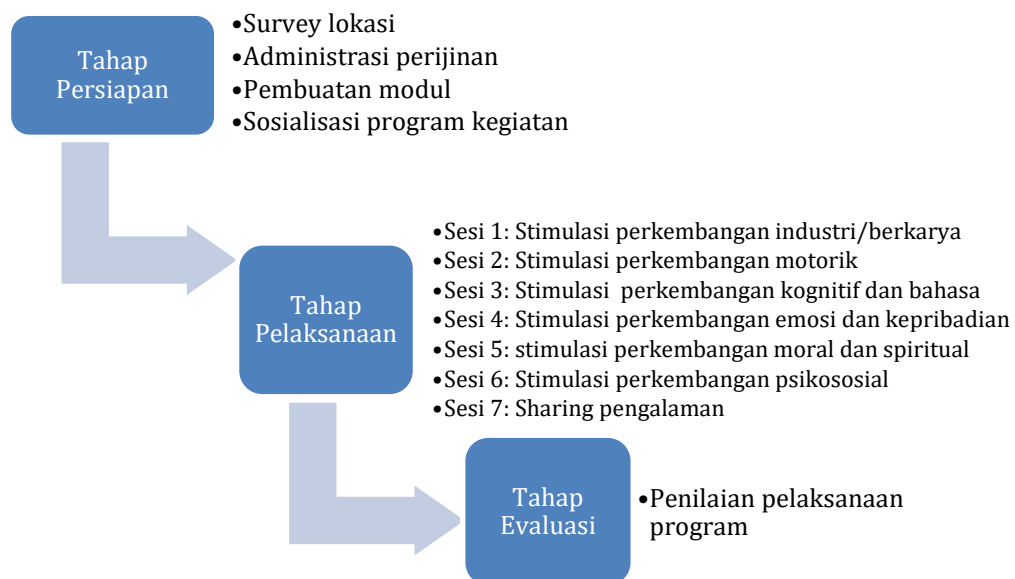 Tahap
Persiapan
•Survey lokasi
•Administrasi perijinan
•Pembuatan modul
•Sosialisasi program kegiatan
Tahap
Pelaksanaan
•Sesi 1: Stimulasi perkembangan industri/berkarya
•Sesi 2: Stimulasi perkembangan motorik
•Sesi 3: Stimulasi perkembangan kognitif dan bahasa
•Sesi 4: Stimulasi perkembangan emosi dan kepribadian
•Sesi 5: stimulasi perkembangan moral dan spiritual
•Sesi 6: Stimulasi perkembangan psikososial
•Sesi 7: Sharing pengalaman
Tahap
Evaluasi
•Penilaian pelaksanaan
program